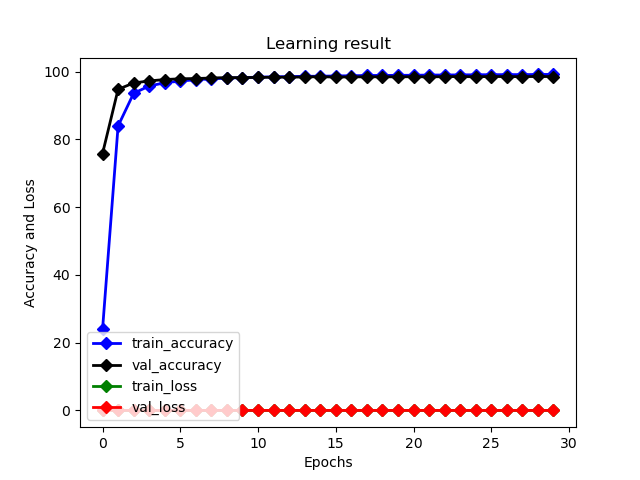 Learning result
Accuracy and Loss
100
80
60
40
20
0
train_accuracy
val_accuracy
train_loss
val_loss
0 5 10 15 20 25 30
Epochs